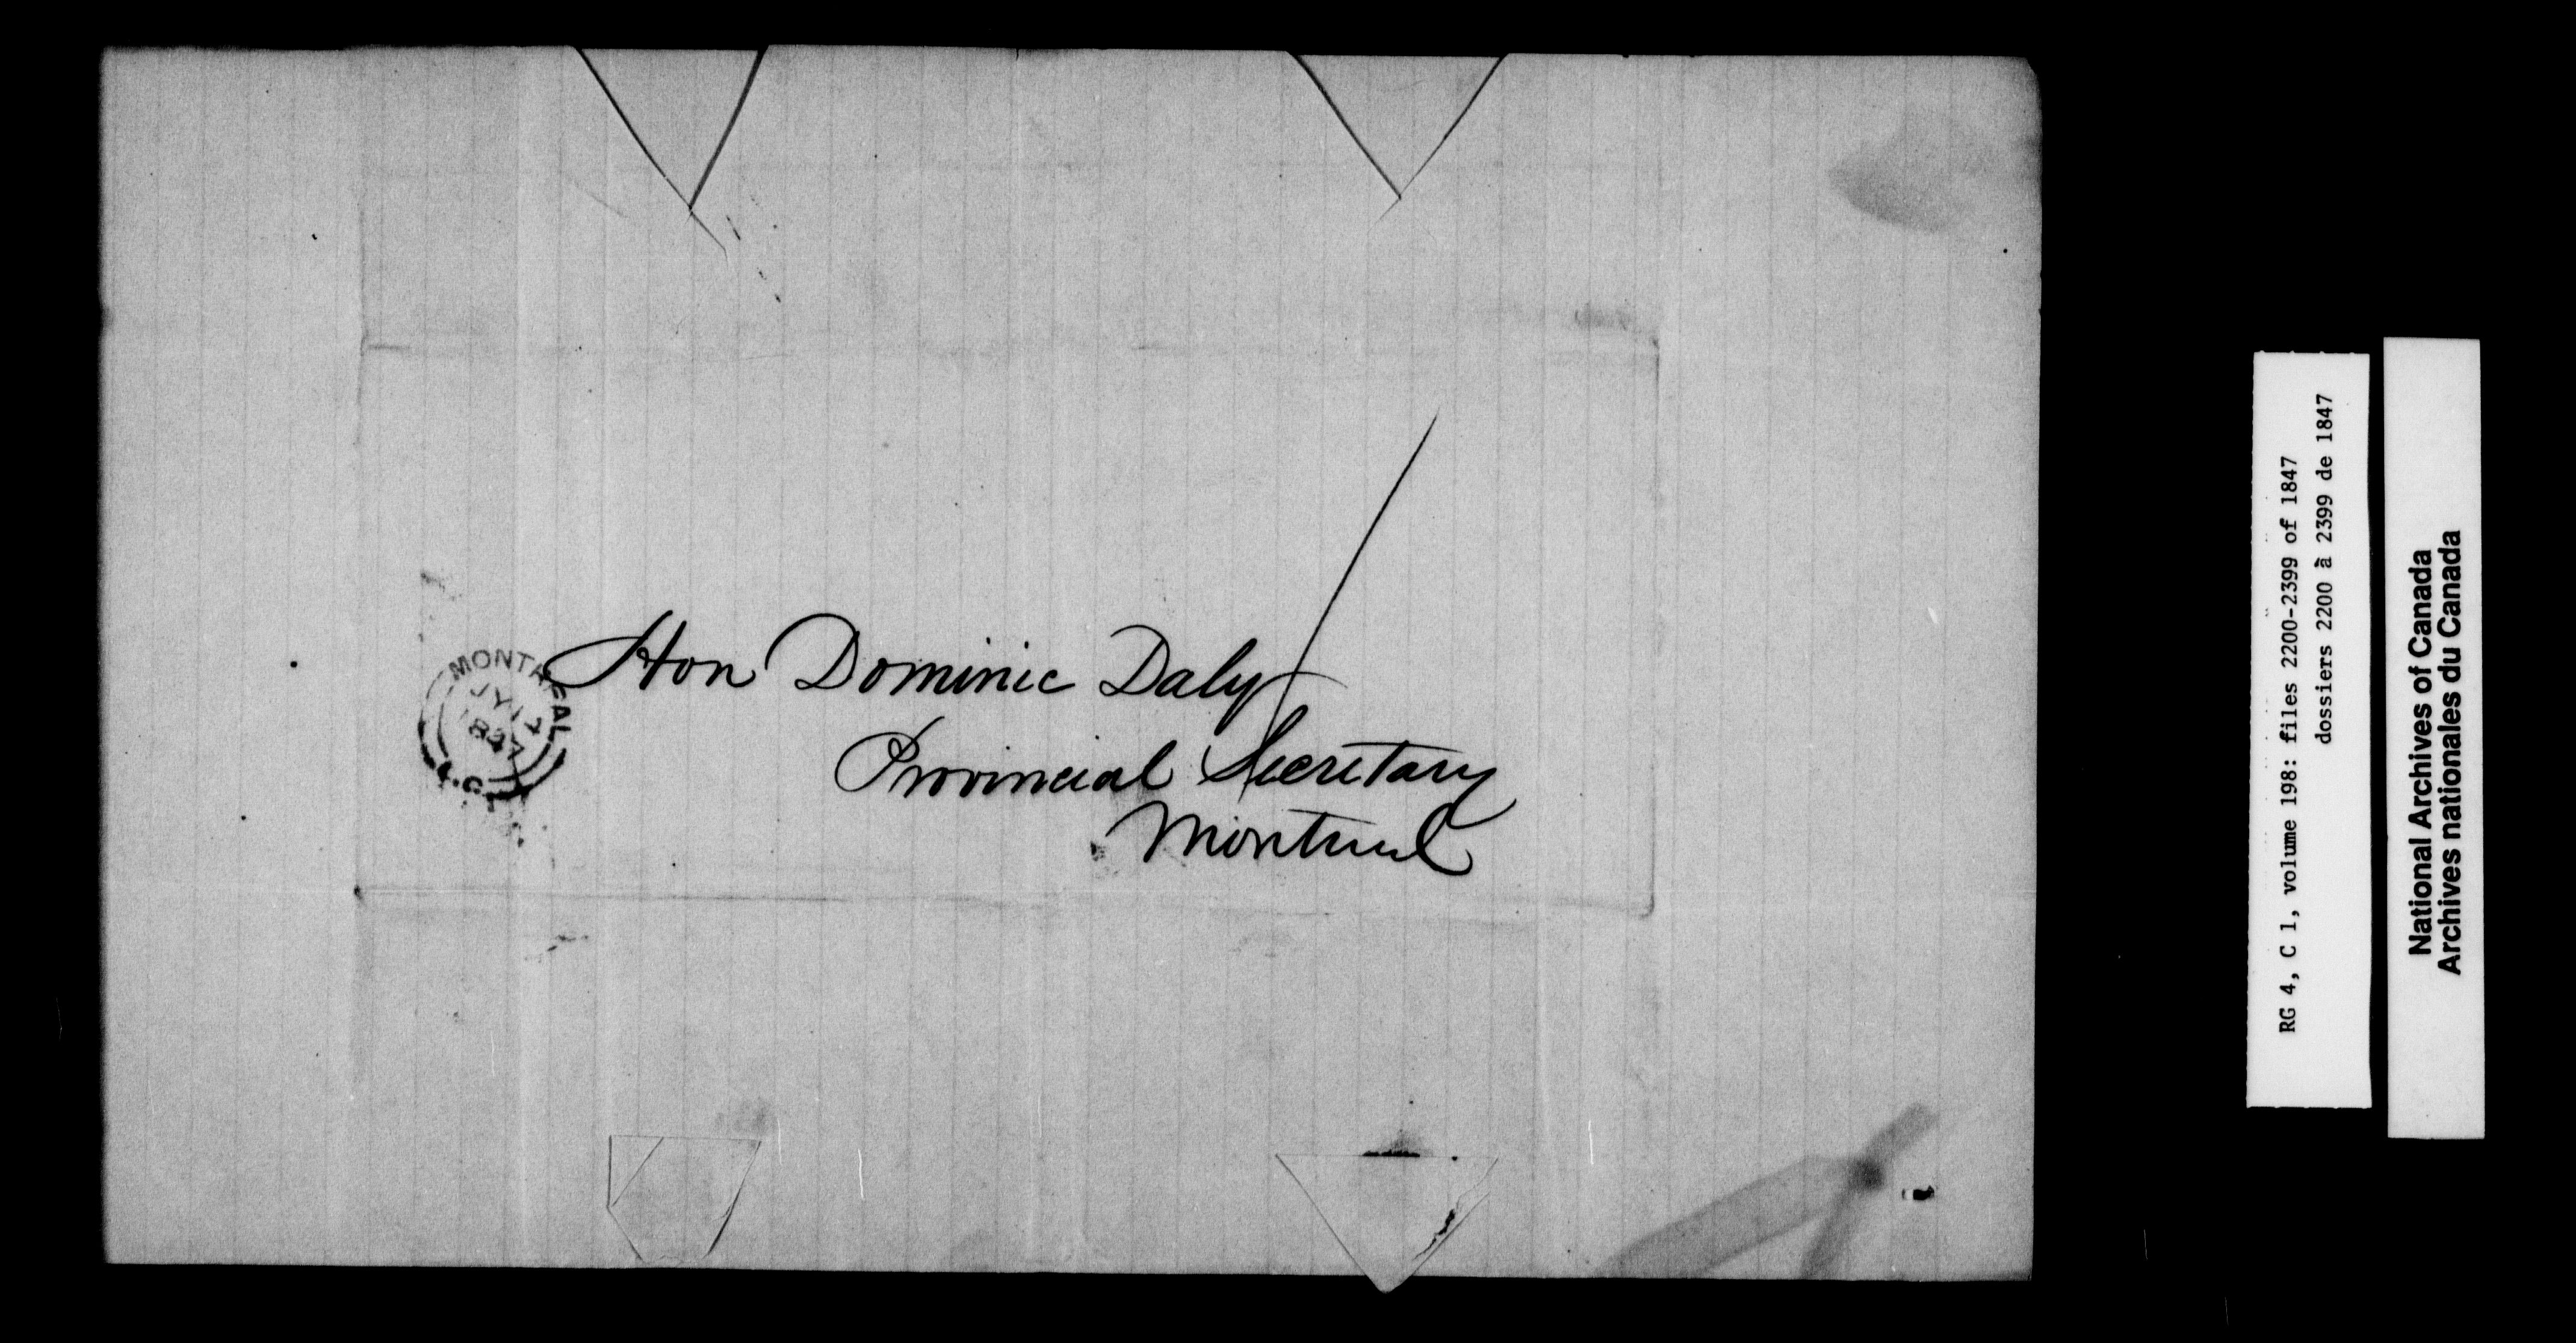 Hon Dominic Daly
Provincial Secretary
Montreal
MONTREAL
JY 12
1847
L.C.
RG 4, C 1, volume 198: files 2200-2399 of 1847
dossiers 2200 à 2399 de 1847
National Archives of Canada
Archives nationales du Canada